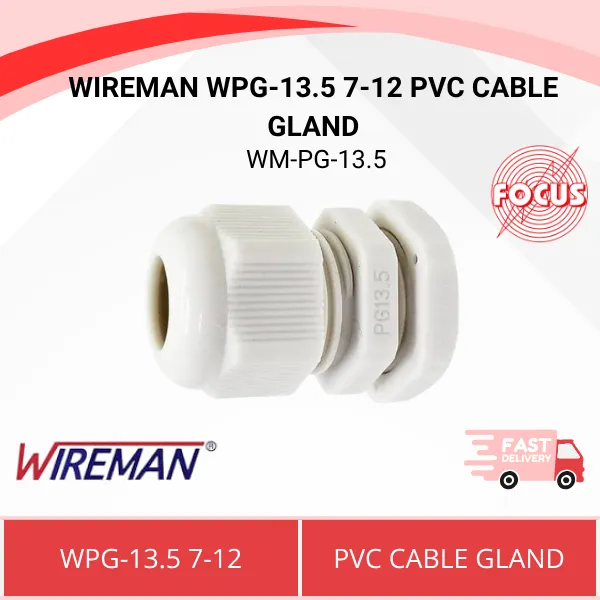 WIREMAN WPG-13.5 7-12 PVC CABLE
GLAND
WM-PG-13.5
FOCUS
PG13.5
WIREMAN®
FAST
DELIVERY
WPG-13.5 7-12
PVC CABLE GLAND